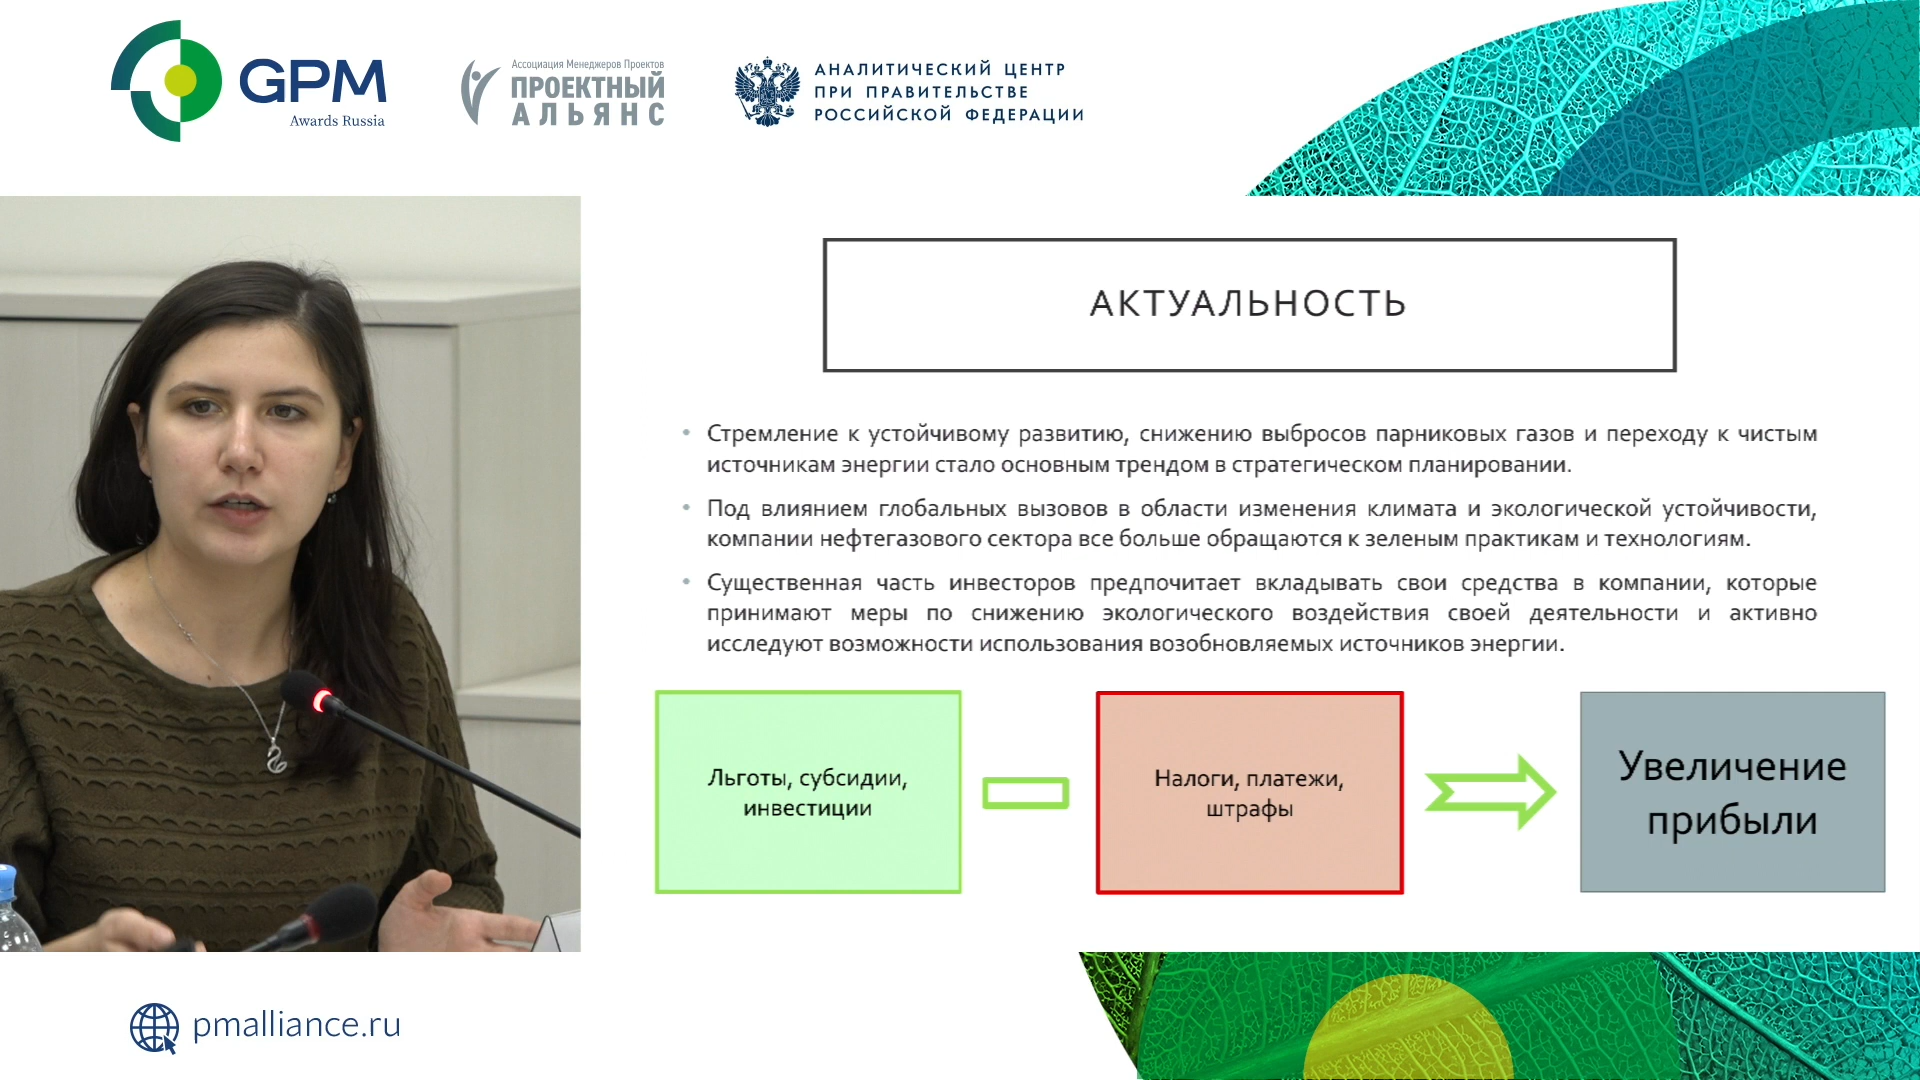 GPM
Awards Russia
Ассоциация Менеджеров Проектов
ПРОЕКТНЫЙ
АЛЬЯНС
АНАЛИТИЧЕСКИЙ ЦЕНТР
ПРИ ПРАВИТЕЛЬСТВЕ
РОССИЙСКОЙ ФЕДЕРАЦИИ
АКТУАЛЬНОСТЬ
• Стремление к устойчивому развитию, снижению выбросов парниковых газов и переходу к чистым
источникам энергии стало основным трендом в стратегическом планировании.
• Под влиянием глобальных вызовов в области изменения климата и экологической устойчивости,
компании нефтегазового сектора все больше обращаются к зеленым практикам и технологиям.
• Существенная часть инвесторов предпочитает вкладывать свои средства в компании, которые
принимают меры по снижению экологического воздействия своей деятельности и активно
исследуют возможности использования возобновляемых источников энергии.
Льготы, субсидии,
инвестиции
Налоги, платежи,
штрафы
Увеличение
прибыли
pmalliance.ru